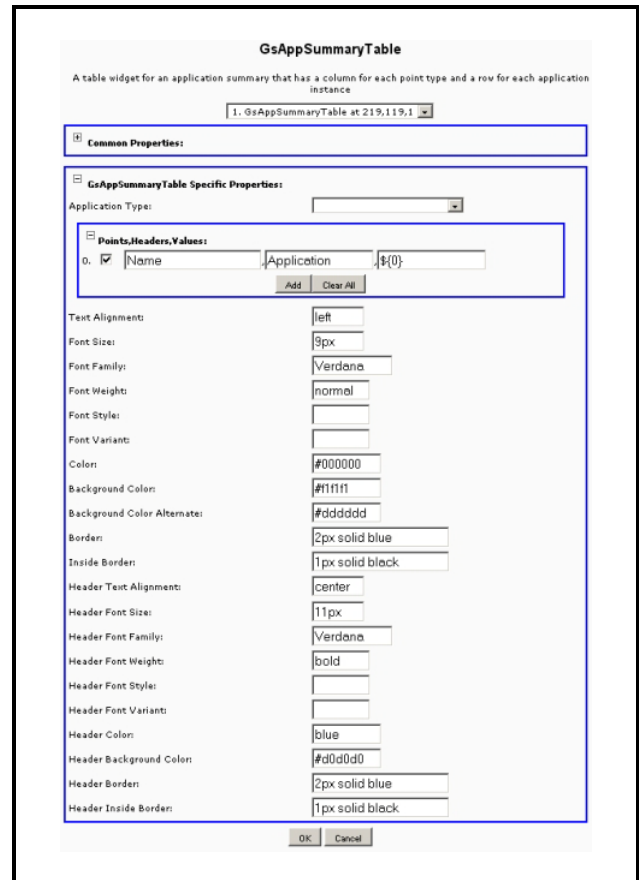 GsAppSummaryTable
A table widget for an application summary that has a column for each point type and a row for each application
instance
1. GsAppSummaryTable at 219,119,1
Common Properties:
GsAppSummaryTable Specific Properties:
Application Type:
Points,Headers,Values:
0. Name , Application , ${0}
Add Clear All
Text Alignment: left
Font Size: 9px
Font Family: Verdana
Font Weight: normal
Font Style:
Font Variant:
Color: #000000
Background Color: #f1f1f1
Background Color Alternate: #dddddd
Border: 2px solid blue
Inside Border: 1px solid black
Header Text Alignment: center
Header Font Size: 11px
Header Font Family: Verdana
Header Font Weight: bold
Header Font Style:
Header Font Variant:
Header Color: blue
Header Background Color: #d0d0d0
Header Border: 2px solid blue
Header Inside Border: 1px solid black
OK Cancel